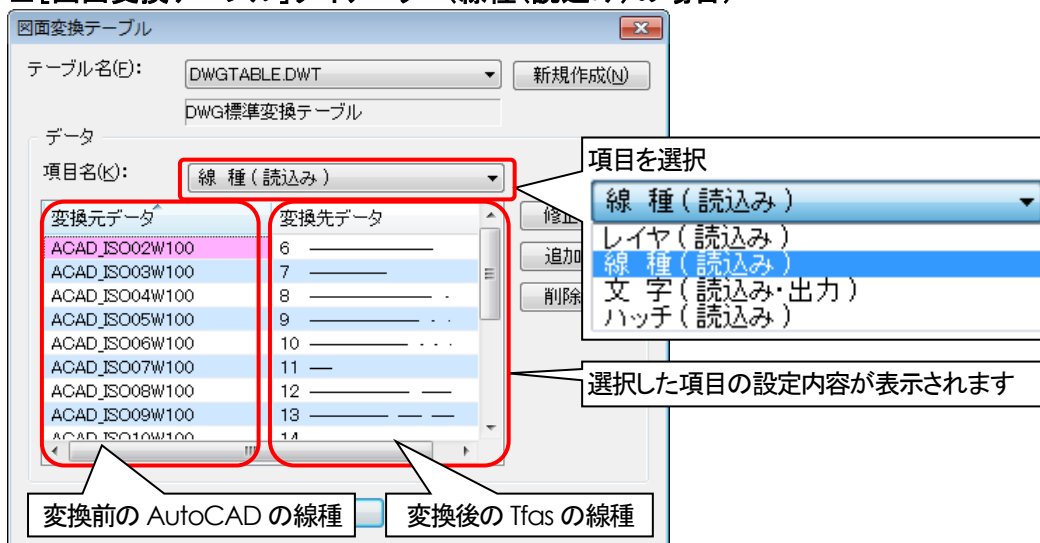 図面変換テーブル
テーブル名(F):
DWGTABLE.DWT
新規作成(N)
DWG標準変換テーブル
データ
項目名(K):
線 種(読込み)
変換元データ
変換先データ
ACAD_ISO02W100
6
ACAD_ISO03W100
7
ACAD_ISO04W100
8
ACAD_ISO05W100
9
ACAD_ISO06W100
10
ACAD_ISO07W100
11
ACAD_ISO08W100
12
ACAD_ISO09W100
13
ACAD_ISO10W100
14
修正
追加
削除
項目を選択
線 種(読込み)
レイヤ(読込み)
線 種(読込み)
文 字(読込み・出力)
ハッチ(読込み)
選択した項目の設定内容が表示されます
変換前の AutoCAD の線種
変換後の Tfas の線種